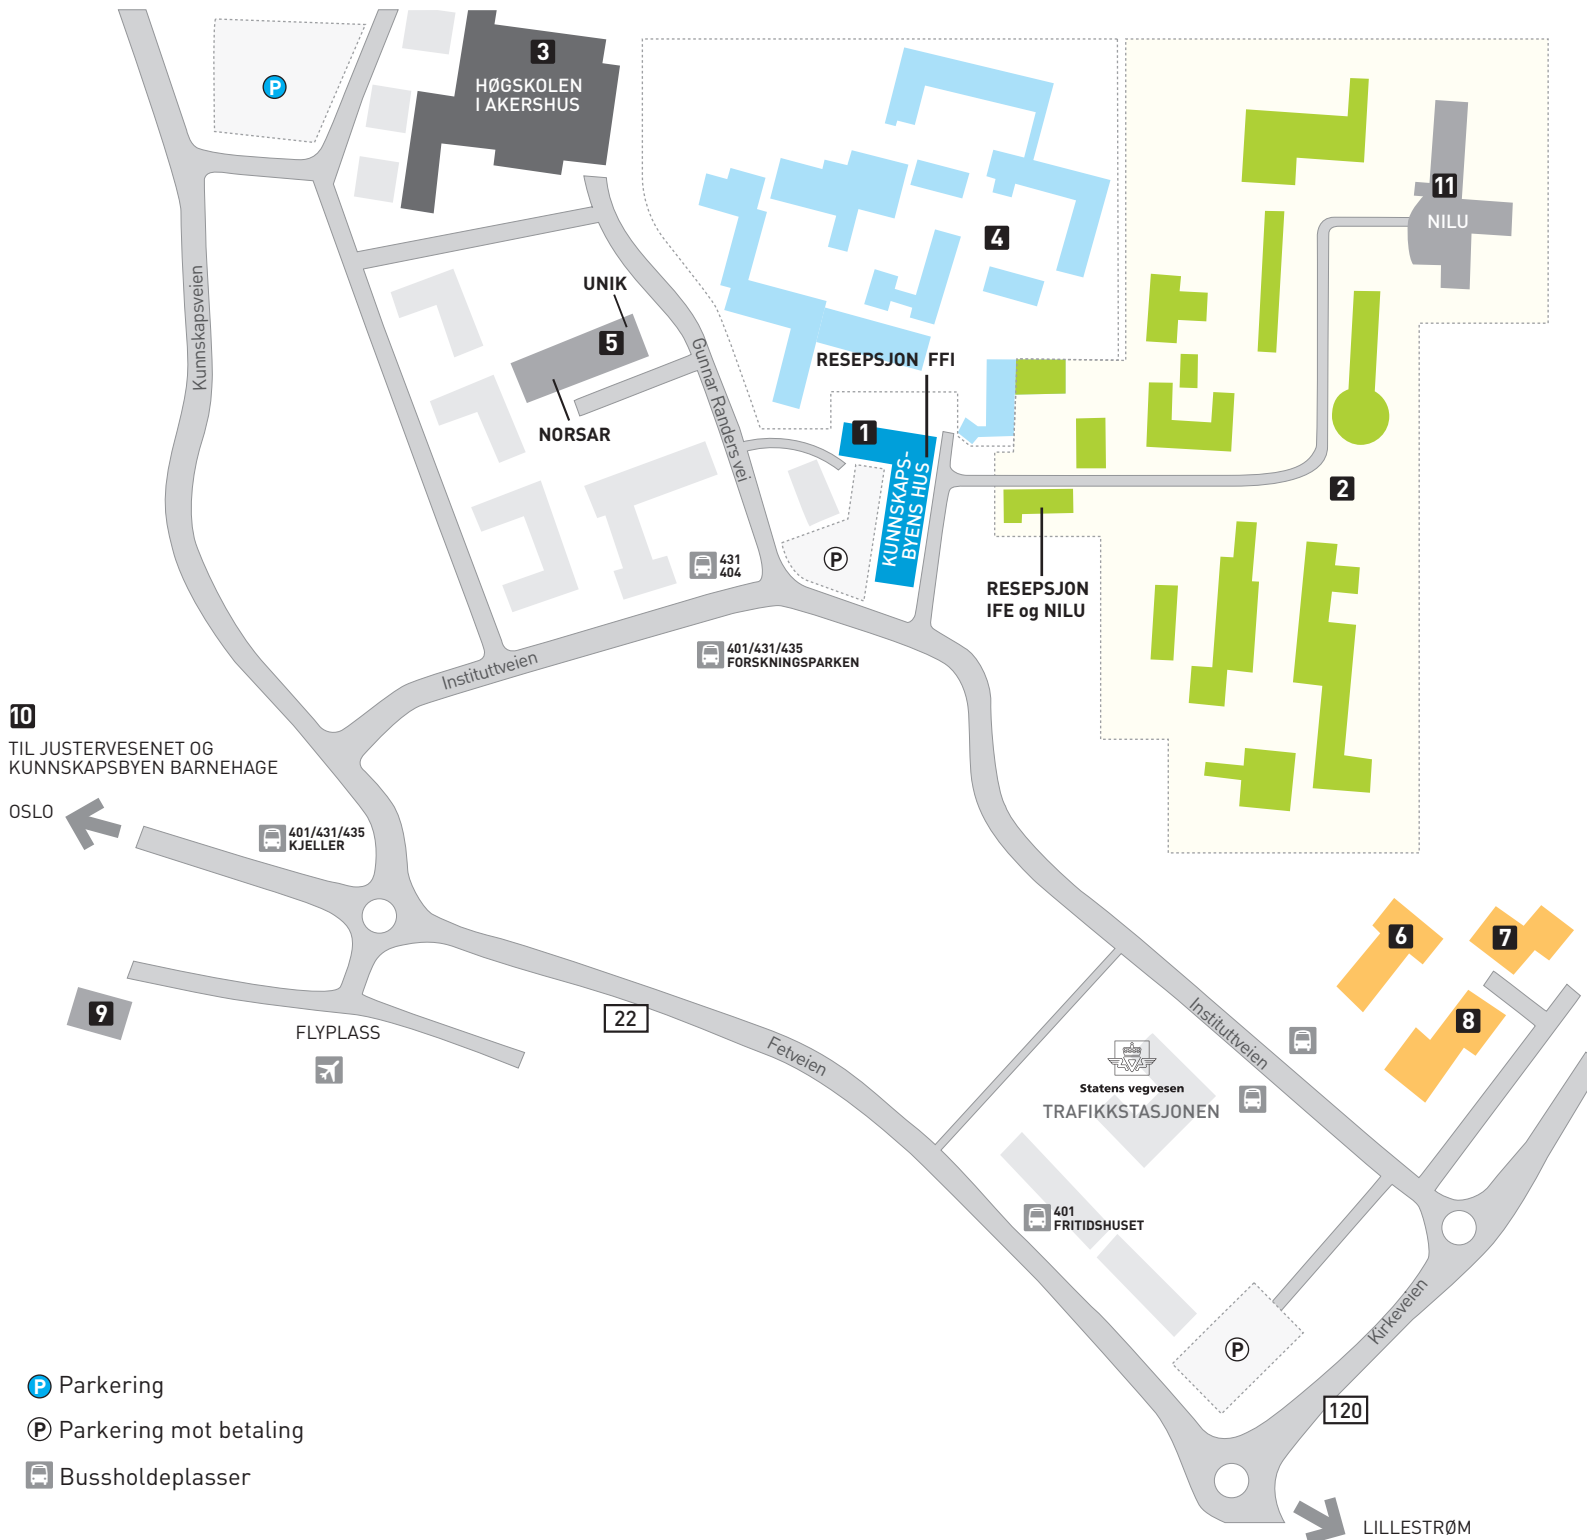 P
3
HØGSKOLEN
I AKERSHUS
11
NILU
4
UNIK
5
NORSAR
Kunnskapsveien
Gunnar Randers vei
RESEPSJON FFI
1
KUNNSKAPS-
BYENS HUS
P
2
431
404
RESEPSJON
IFE og NILU
401/431/435
FORSKNINGSPARKEN
Instituttveien
10
TIL JUSTERVESENET OG
KUNNSKAPSBYEN BARNEHAGE
OSLO
401/431/435
KJELLER
6
7
8
9
FLYPLASS
22
Fetveien
Instituttveien
Statens vegvesen
TRAFIKKSTASJONEN
401
FRITIDSHUSET
Kirkeveien
P
120
P Parkering
P Parkering mot betaling
Bussholdeplasser
LILLESTRØM